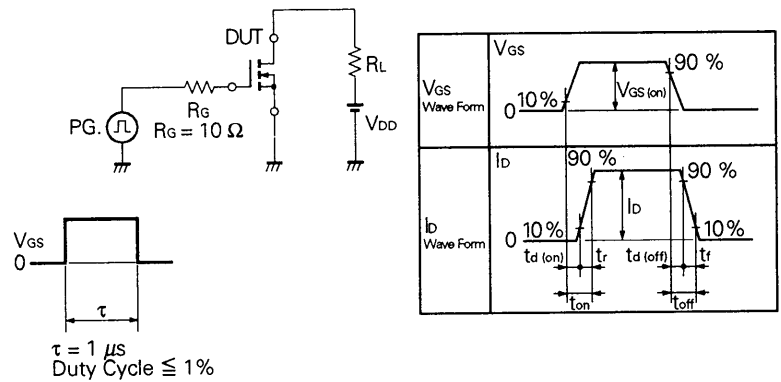 DUT
RL
RG
PG.
RG = 10 Ω
VDD
VGS
0
τ
τ = 1 μs
Duty Cycle ≦ 1%
VGS
Wave Form
VGS
90 %
10%
VGS (on)
0
ID
Wave Form
ID
90 %
90 %
ID
0 10%
10%
td (on)
tr
td (off)
tf
ton
toff